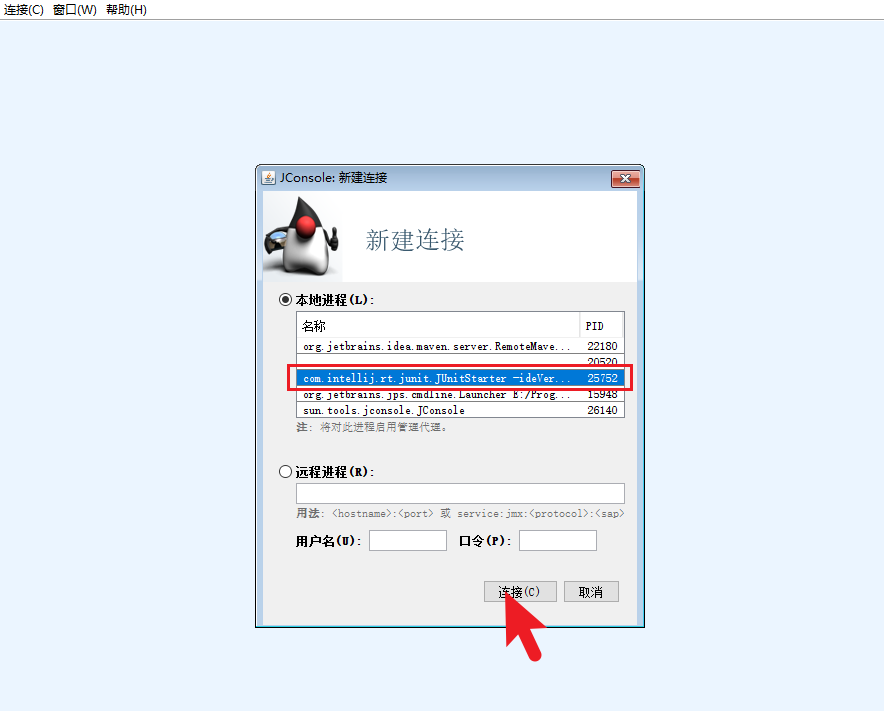 连接(C) 窗口(W) 帮助(H)
JConsole: 新建连接
新建连接
本地进程(L):
名称 PID
org.jetbrains.idea.maven.server.RemoteMave... 22180
20520
com.intellij.rt.junit.JUnitStarter -ideVer... 25752
org.jetbrains.jps.cmdline.Launcher E:/Prog... 15948
sun.tools.jconsole.JConsole 26140
注: 将对此进程启用管理代理。
远程进程(R):
用法: <hostname>:<port> 或 service:jmx:<protocol>:<sap>
用户名(U): 口令(P):
连接(C) 取消